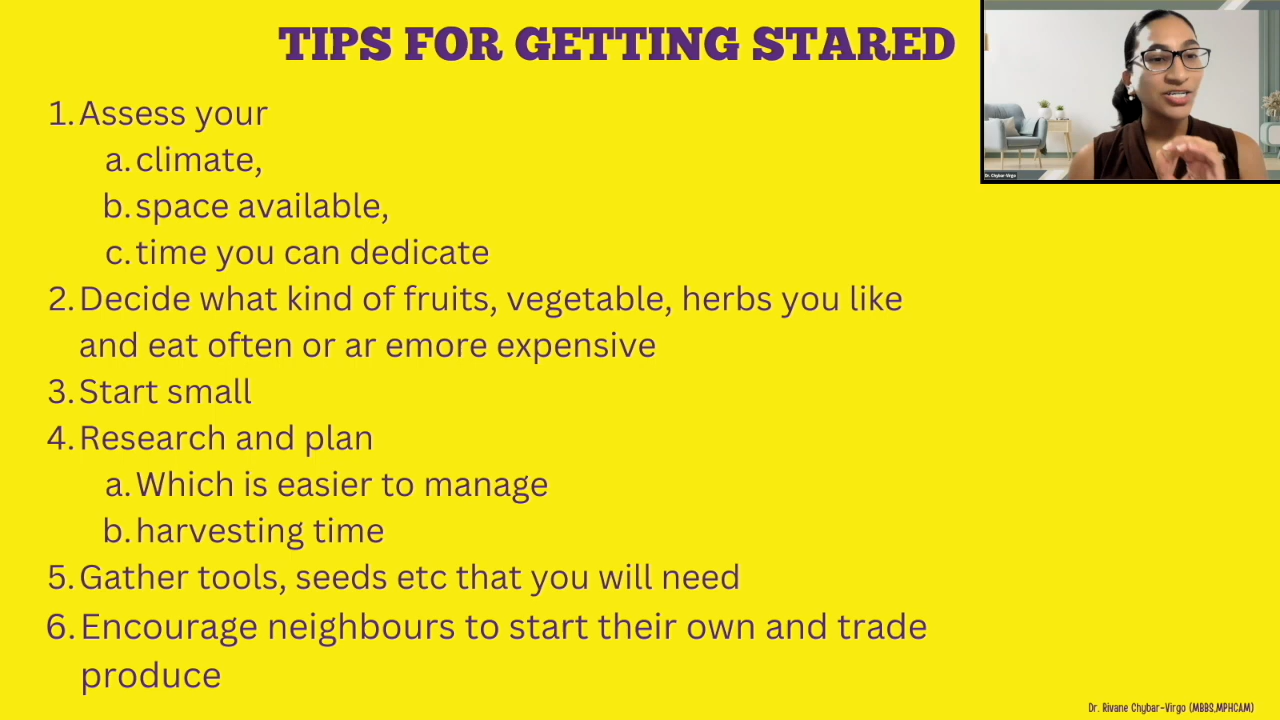 TIPS FOR GETTING STARED
1. Assess your
a. climate,
b. space available,
c. time you can dedicate
2. Decide what kind of fruits, vegetable, herbs you like
and eat often or ar emore expensive
3. Start small
4. Research and plan
a. Which is easier to manage
b. harvesting time
5. Gather tools, seeds etc that you will need
6. Encourage neighbours to start their own and trade
produce
Dr. Chybar-Virgo
Dr. Rivane Chybar-Virgo (MBBS,MPHCAM)